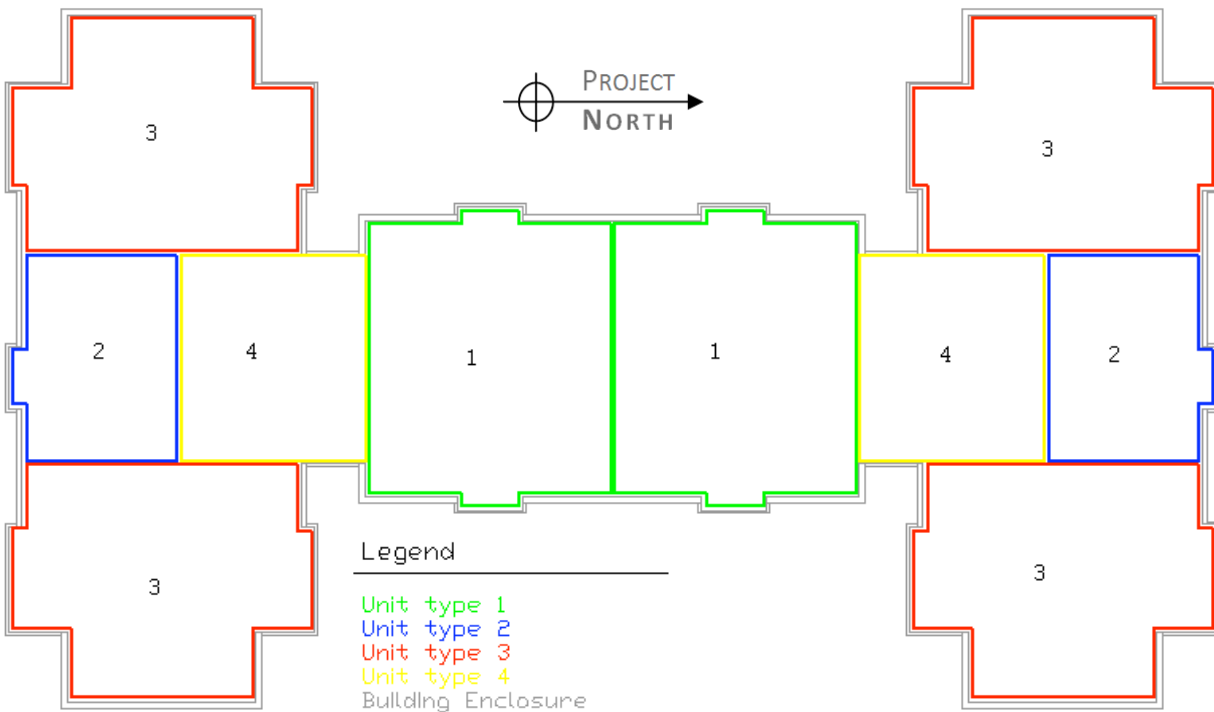 PROJECT
NORTH
3
3
2
4
1
1
4
2
3
3
Legend
Unit type 1
Unit type 2
Unit type 3
Unit type 4
Building Enclosure